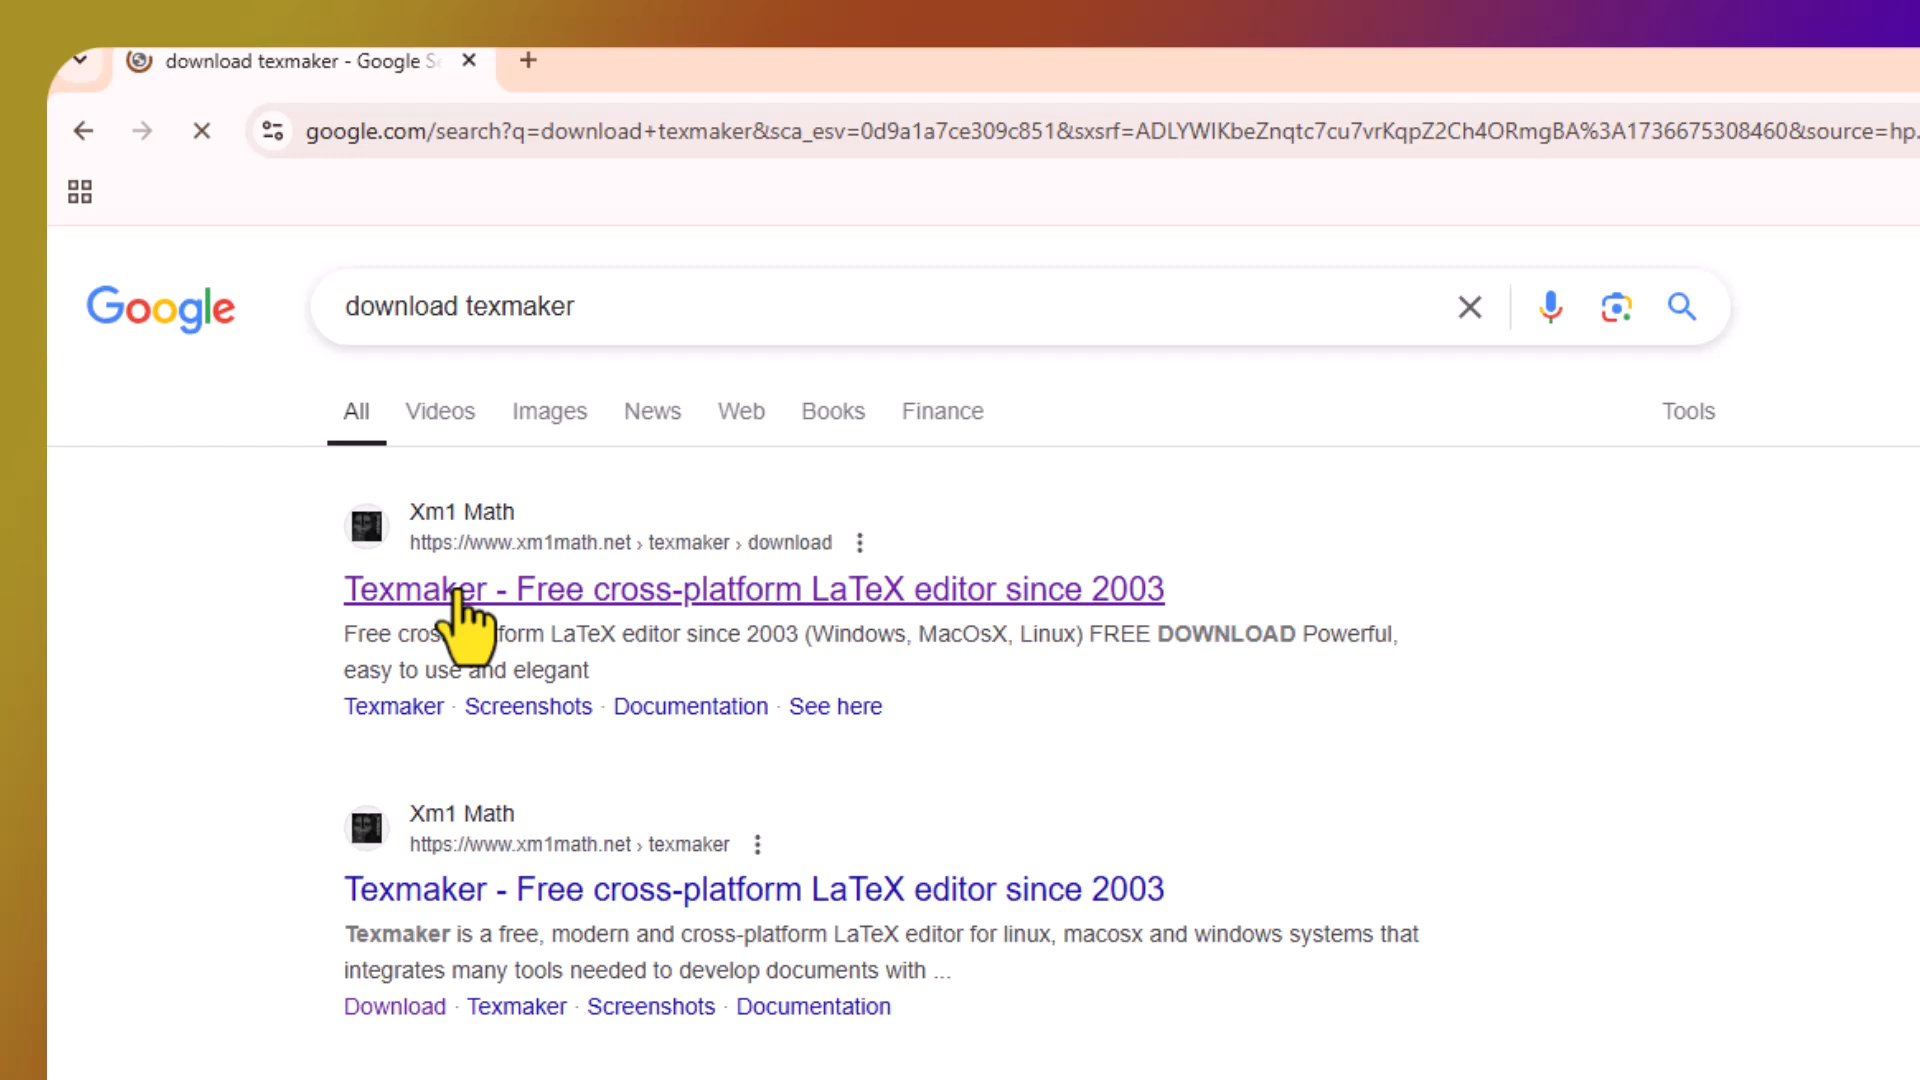 download texmaker - Google S
google.com/search?q=download+texmaker&sca_esv=0d9a1a7ce309c851&sxsrf=ADLYWIKbeZnqtc7cu7vrKqpZ2Ch4ORmgBA%3A1736675308460&source=hp.
Google
download texmaker
All Videos Images News Web Books Finance Tools
Xm1 Math
https://www.xm1math.net › texmaker › download
Texmaker - Free cross-platform LaTeX editor since 2003
Free cros form LaTeX editor since 2003 (Windows, MacOsX, Linux) FREE DOWNLOAD Powerful,
easy to use and elegant
Texmaker · Screenshots · Documentation · See here
Xm1 Math
https://www.xm1math.net › texmaker
Texmaker - Free cross-platform LaTeX editor since 2003
Texmaker is a free, modern and cross-platform LaTeX editor for linux, macosx and windows systems that
integrates many tools needed to develop documents with ...
Download · Texmaker · Screenshots · Documentation